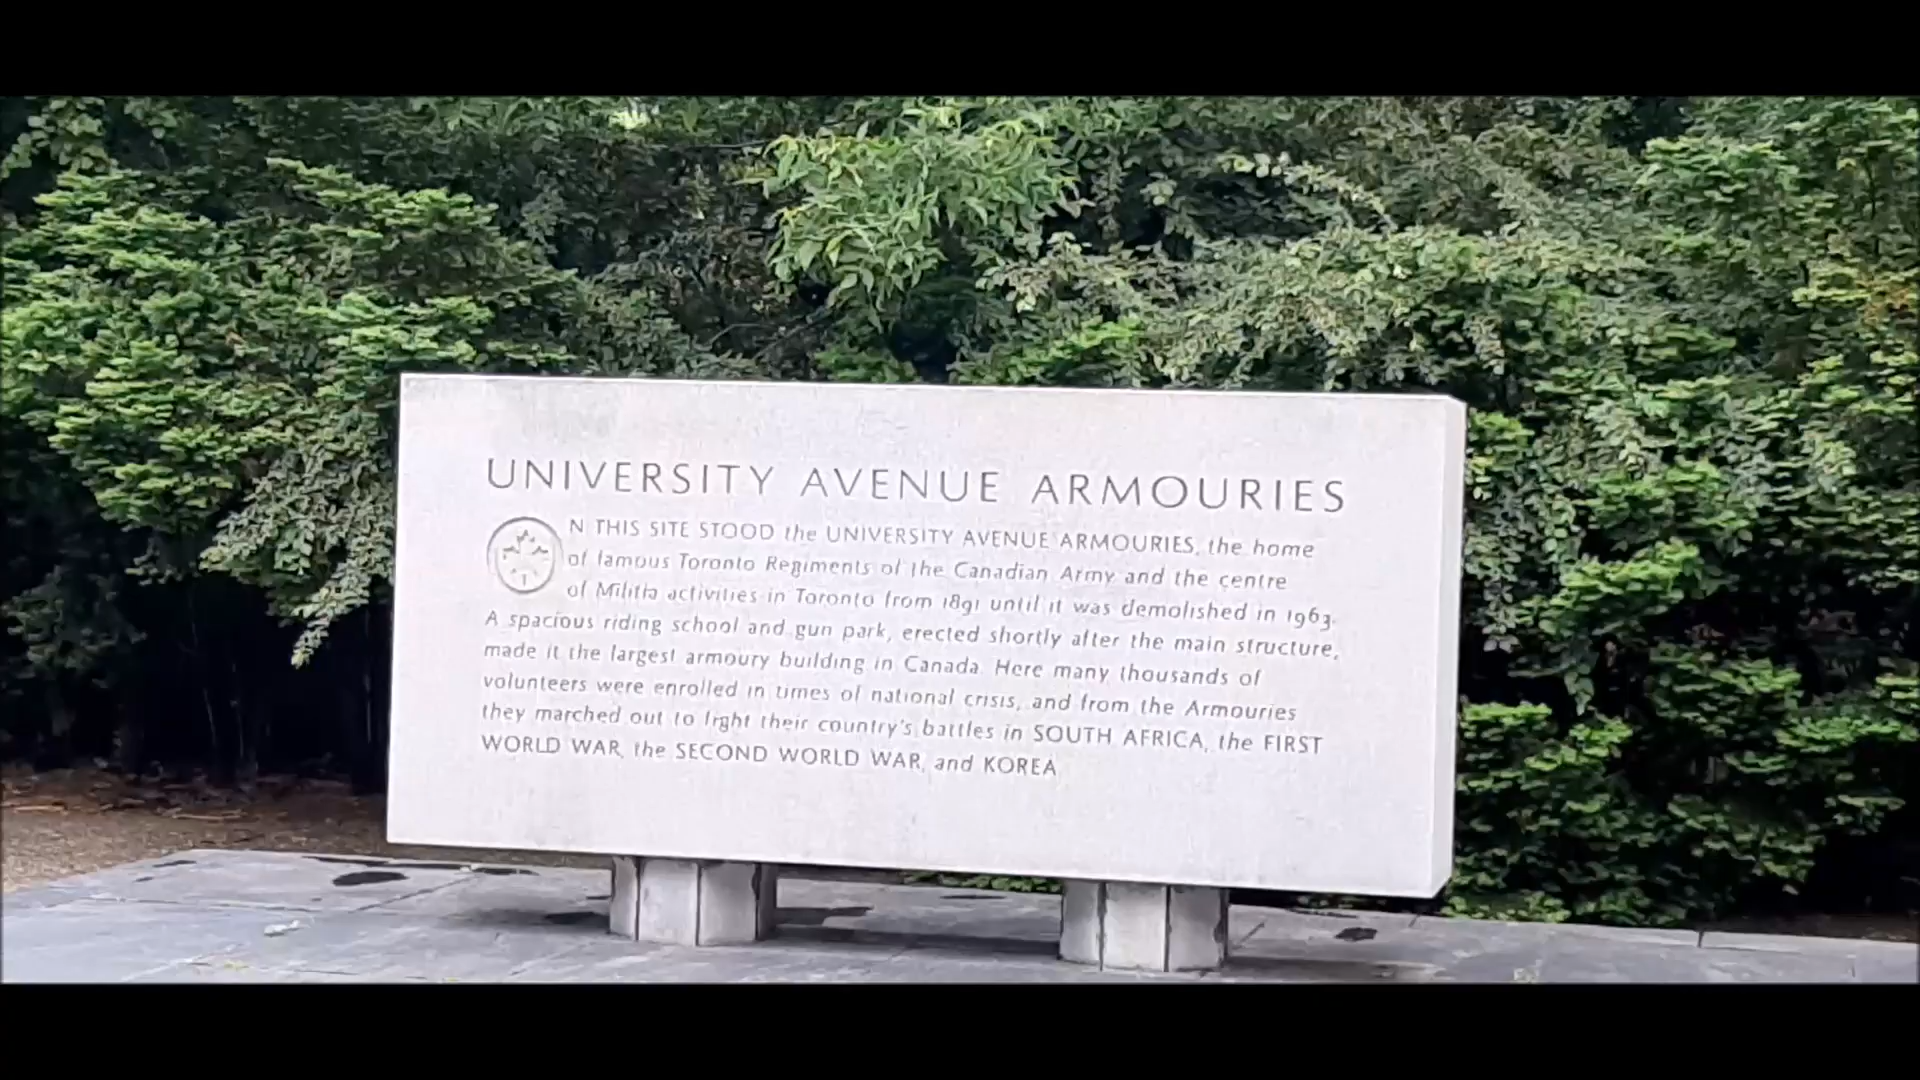 UNIVERSITY AVENUE ARMOURIES
ON THIS SITE STOOD the UNIVERSITY AVENUE ARMOURIES, the home
of famous Toronto Regiments of the Canadian Army and the centre
of Militia activities in Toronto from 1891 until it was demolished in 1963.
A spacious riding school and gun park, erected shortly after the main structure,
made it the largest armoury building in Canada. Here many thousands of
volunteers were enrolled in times of national crisis, and from the Armouries
they marched out to fight their country's battles in SOUTH AFRICA, the FIRST
WORLD WAR, the SECOND WORLD WAR, and KOREA